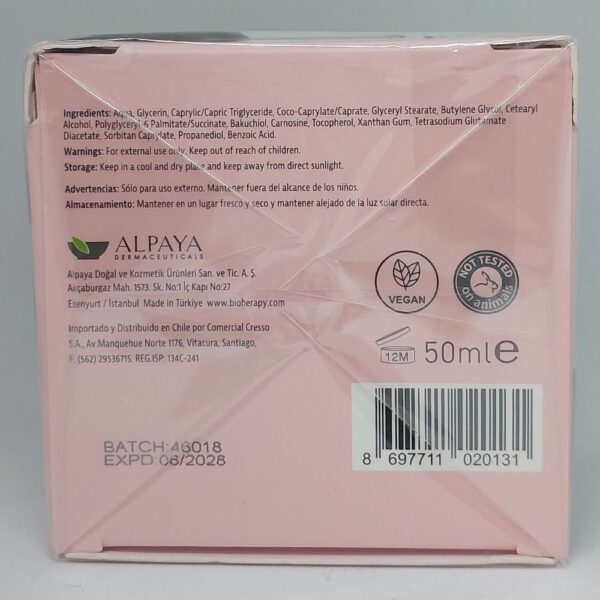 Ingredients: Aqua, Glycerin, Caprylic/Capric Triglyceride, Coco-Caprylate/Caprate, Glyceryl Stearate, Butylene Glycol, Cetearyl
Alcohol, Polyglyceryl-6 Palmitate/Succinate, Bakuchiol, Carnosine, Tocopherol, Xanthan Gum, Tetrasodium Glutamate
Diacetate, Sorbitan Caprylate, Propanediol, Benzoic Acid.
Warnings: For external use only. Keep out of reach of children.
Storage: Keep in a cool and dry place and keep away from direct sunlight.
Advertencias: Sólo para uso externo. Mantener fuera del alcance de los niños.
Almacenamiento: Mantener en un lugar fresco y seco y mantener alejado de la luz solar directa.
ALPAYA
DERMACEUTICALS
Alpaya Doğal ve Kozmetik Ürünleri San. ve Tic. A. Ş.
Akçaburgaz Mah. 1573. Sk. No:1 İç Kapı No:27
Esenyurt / İstanbul Made in Türkiye www.bioherapy.com
Importado y Distribuido en Chile por Comercial Cresso
S.A., Av.Manquehue Norte 1176, Vitacura, Santiago,
F: (562) 29536715. REG.ISP: 134C-241
VEGAN
NOT TESTED
on animals
12M
50ml e
BATCH:46018
EXPD:06/2028
8 697711 020131